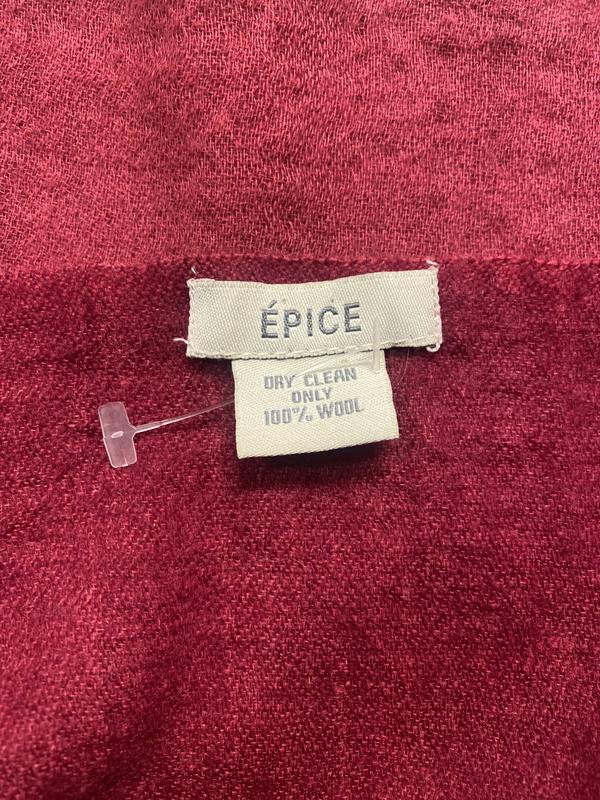 ÉPICE
DRY CLEAN
ONLY
100% WOOL